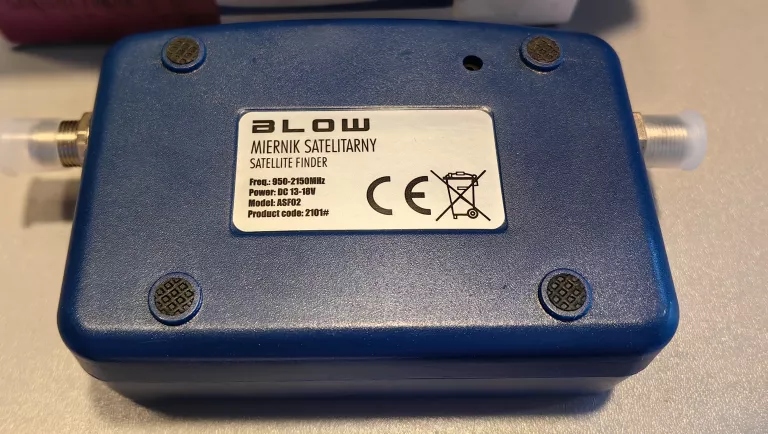 BLOW
MIERNIK SATELITARNY
SATELLITE FINDER
Freq.: 950-2150MHz
Power: DC 13-18V
Model: ASF02
Product code: 2101#
CE